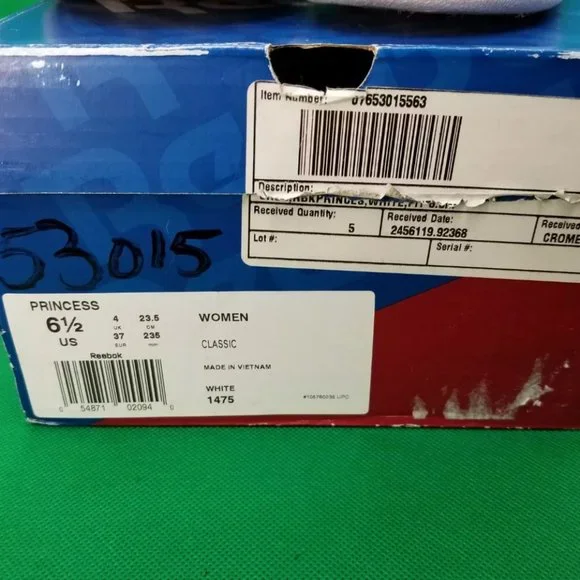 Item Number: 07653015563
Description:
Received Quantity: 5
Received Date: 2456119.92368
Received
CROME
Lot #:
Serial #:
53015
PRINCESS
6½ US
4 UK 23.5 CM
37 EUR 235 mm
WOMEN
CLASSIC
MADE IN VIETNAM
WHITE
1475
Reebok
0 54871 02094 0